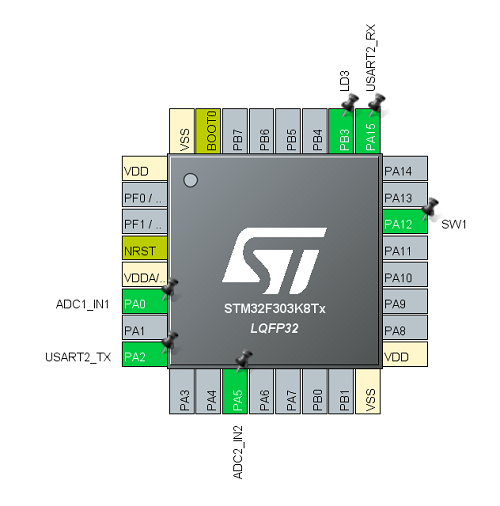 LD3
USART2_RX
VSS
BOOT0
PB7
PB6
PB5
PB4
PB3
PA15
VDD
PF0 / ..
PF1 / ..
NRST
VDDA/..
ADC1_IN1
PA0
PA1
USART2_TX
PA2
PA14
PA13
PA12
SW1
PA11
PA10
PA9
PA8
VDD
ST
STM32F303K8Tx
LQFP32
PA3
PA4
PA5
PA6
PA7
PB0
PB1
VSS
ADC2_IN2